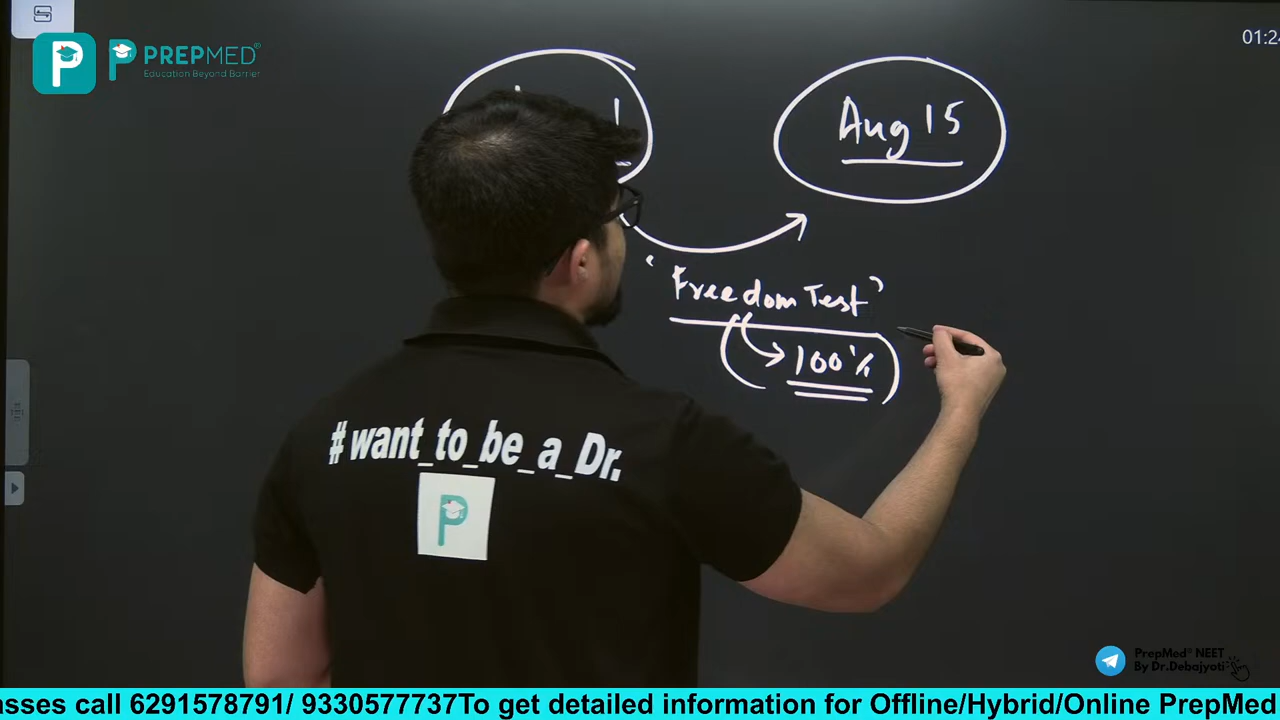 01:2
P PREPMED®
Education Beyond Barrier
Aug 15
'Freedom Test'
100%
# want_to_be_a_Dr.
P
PrepMed® NEET
By Dr.Debajyoti
asses call 6291578791/ 9330577737To get detailed information for Offline/Hybrid/Online PrepMed